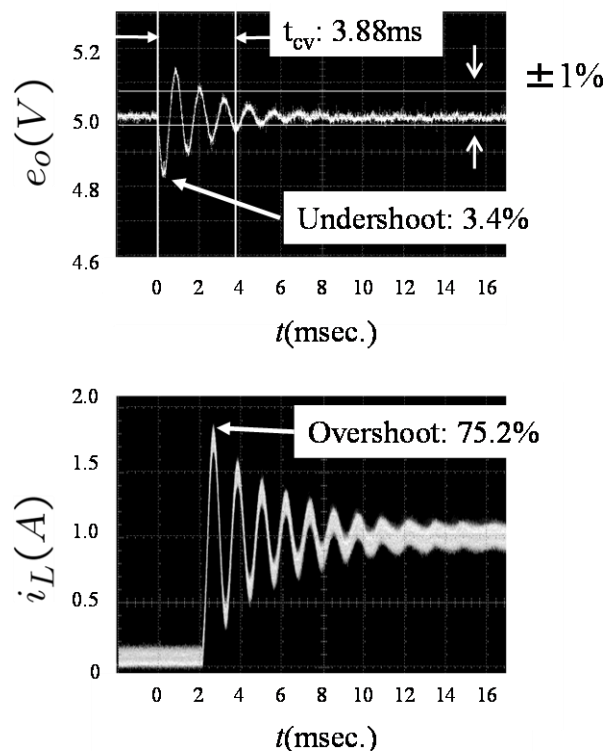 t_cv: 3.88ms
5.2
±1%
5.0
e_o(V)
4.8
Undershoot: 3.4%
4.6
0 2 4 6 8 10 12 14 16
t(msec.)
2.0
Overshoot: 75.2%
1.5
i_L(A)
1.0
0.5
0
0 2 4 6 8 10 12 14 16
t(msec.)